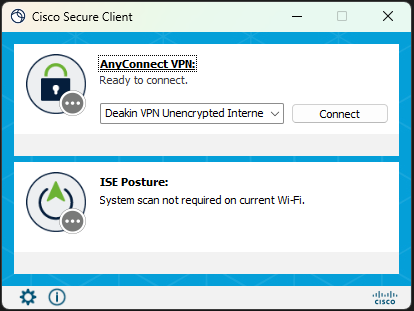 Cisco Secure Client
AnyConnect VPN:
Ready to connect.
Deakin VPN Unencrypted Interne
Connect
ISE Posture:
System scan not required on current Wi-Fi.
cisco